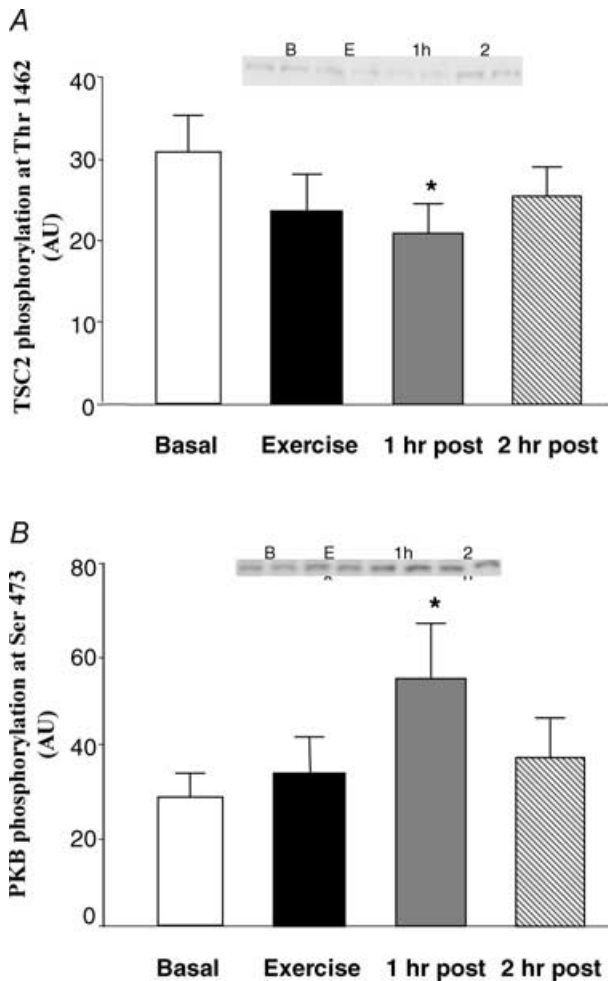 A
B E 1h 2
TSC2 phosphorylation at Thr 1462
(AU)
40
30
20
10
0
*
Basal Exercise 1 hr post 2 hr post
B
B E 1h 2
PKB phosphorylation at Ser 473
(AU)
80
60
40
20
0
*
Basal Exercise 1 hr post 2 hr post